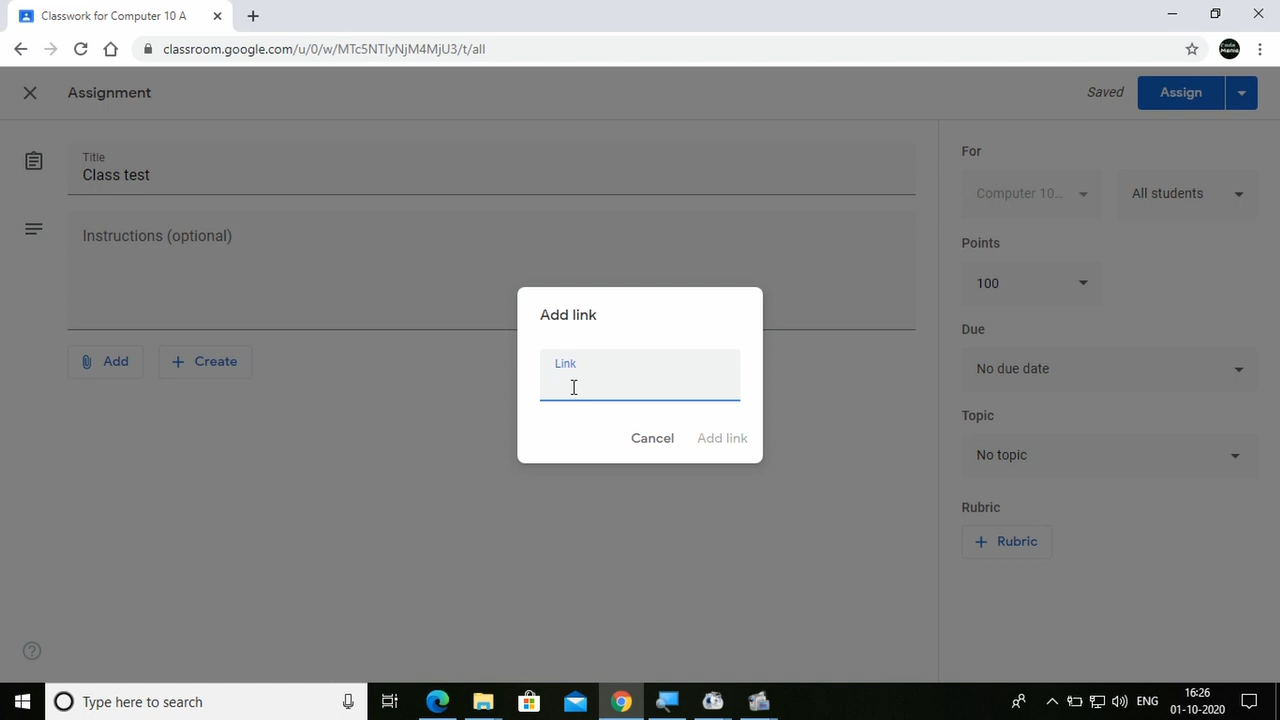 Classwork for Computer 10 A
classroom.google.com/u/0/w/MTc5NTIyNjM4MjU3/t/all
Assignment
Saved
Assign
Title
Class test
Instructions (optional)
Add
Create
For
Computer 10...
All students
Points
100
Due
No due date
Topic
No topic
Rubric
Rubric
Add link
Link
Cancel
Add link
Type here to search
ENG
16:26
01-10-2020